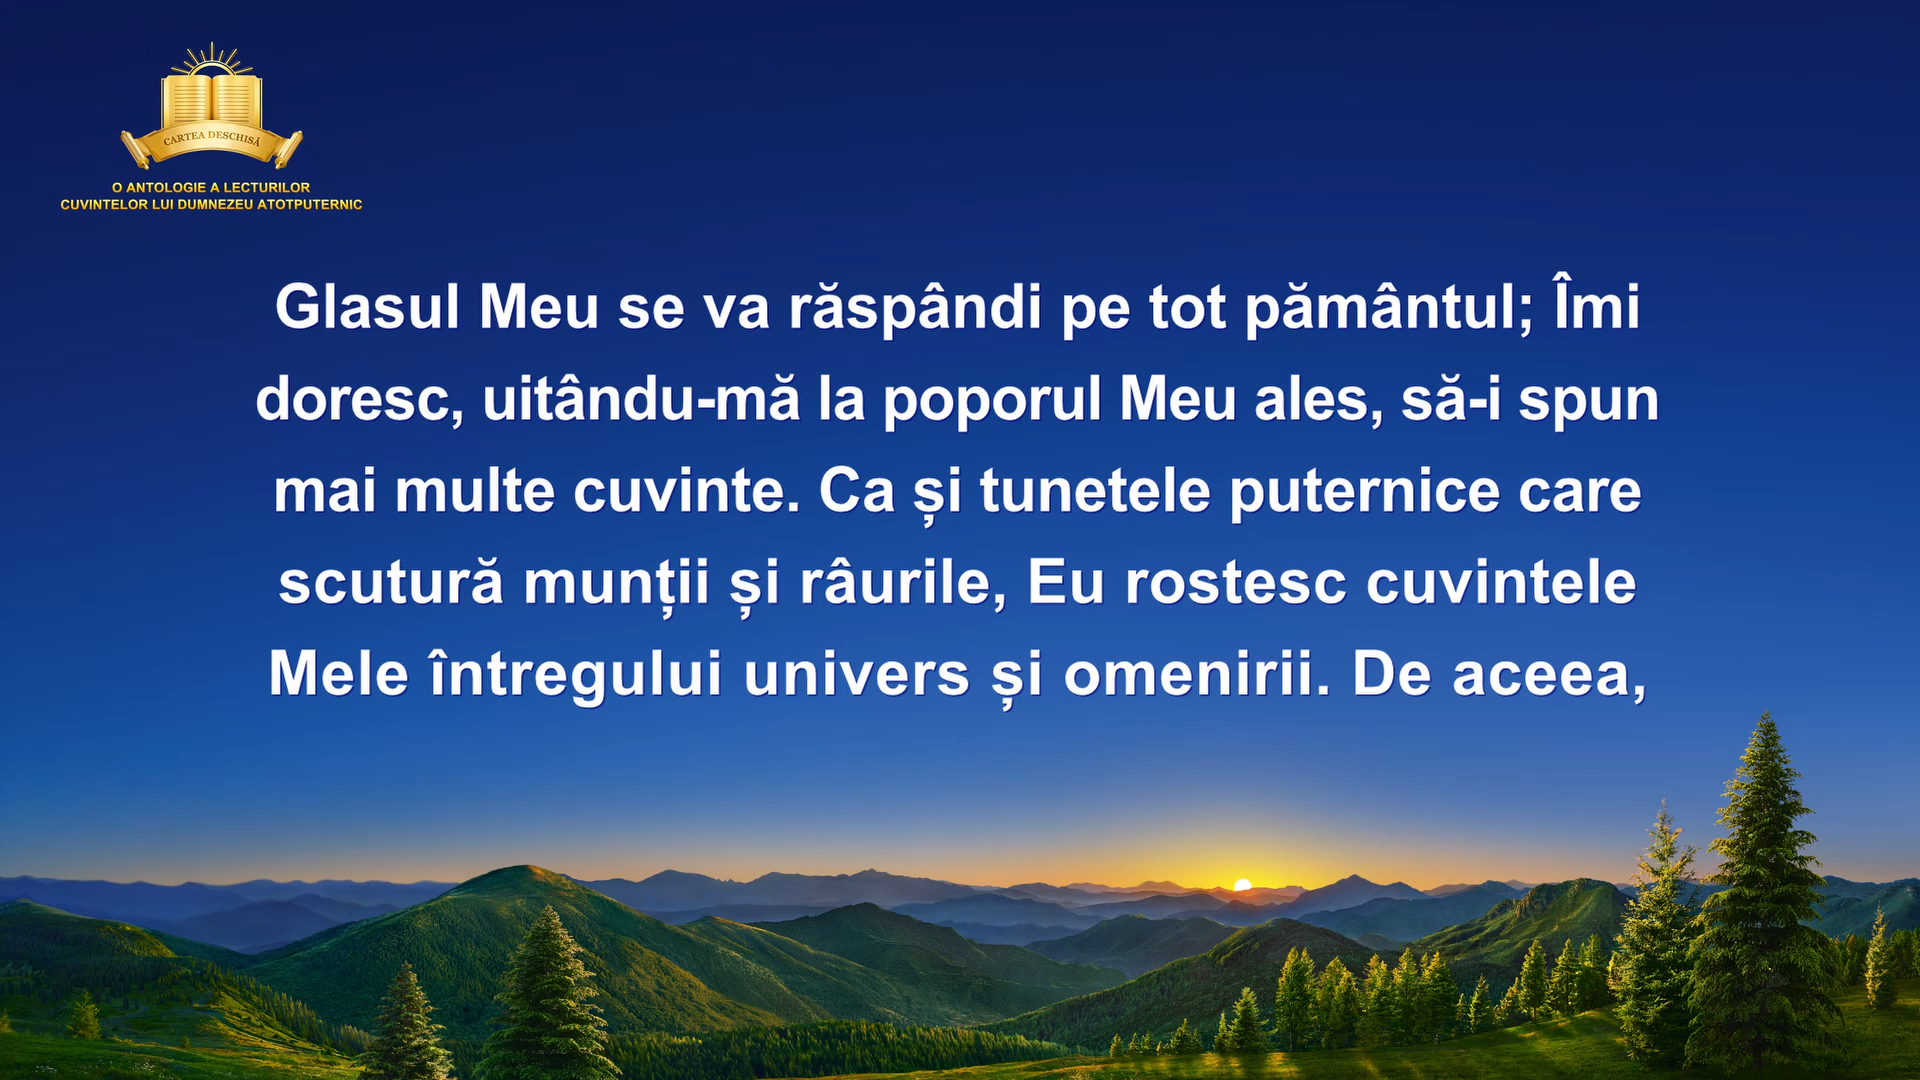 CARTEA DESCHISĂ
O ANTOLOGIE A LECTURILOR
CUVINTELOR LUI DUMNEZEU ATOTPUTERNIC
Glasul Meu se va răspândi pe tot pământul; Îmi
doresc, uitându-mă la poporul Meu ales, să-i spun
mai multe cuvinte. Ca și tunetele puternice care
scutură munții și râurile, Eu rostesc cuvintele
Mele întregului univers și omenirii. De aceea,